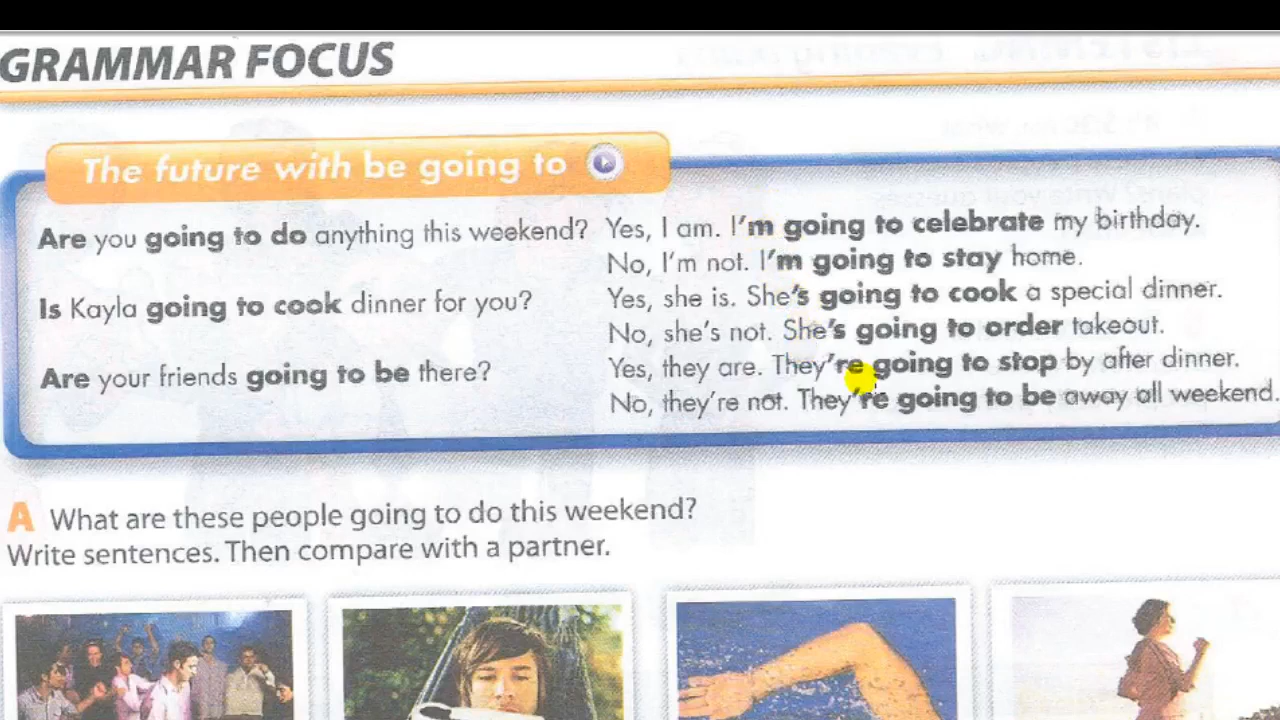 GRAMMAR FOCUS
The future with be going to
Are you going to do anything this weekend? Yes, I am. I'm going to celebrate my birthday.
No, I'm not. I'm going to stay home.
Is Kayla going to cook dinner for you? Yes, she is. She's going to cook a special dinner.
No, she's not. She's going to order takeout.
Are your friends going to be there? Yes, they are. They're going to stop by after dinner.
No, they're not. They're going to be away all weekend.
A What are these people going to do this weekend?
Write sentences. Then compare with a partner.